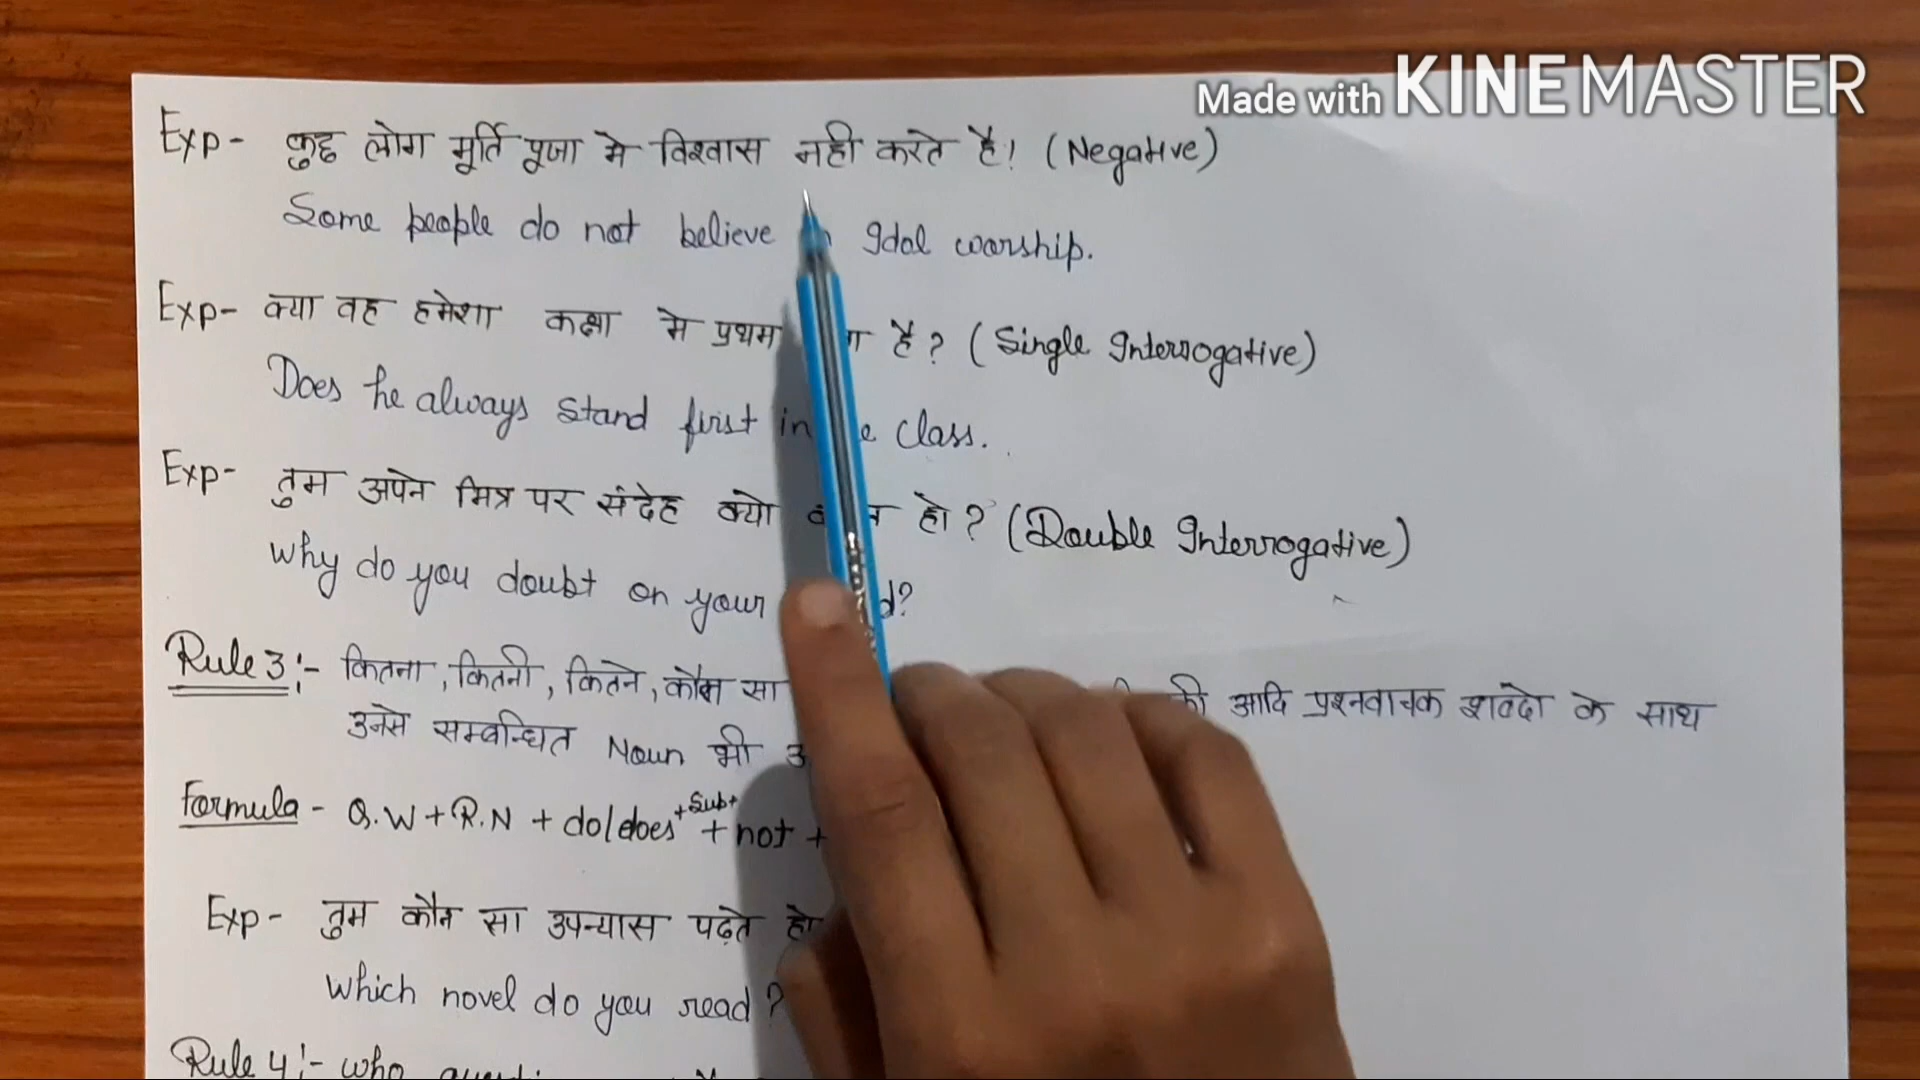 Made with KINEMASTER
Exp- कुछ लोग मूर्ति पूजा मे विश्वास नही करते है। (Negative)
Some people do not believe Idol worship.
Exp- क्या वह हमेशा कक्षा मे प्रथम है? (Single Interrogative)
Does he always stand first in class.
Exp- तुम अपने मित्र पर संदेह क्यो हो? (Double Interrogative)
Why do you doubt on your
Rule 3:- कितना, कितनी, कितने, कौन सा की आदि प्रश्नवाचक शब्दो के साथ
उनसे सम्बन्धित Noun भी
Formula - Q.W + R.N + do/does + Sub + + not +
Exp- तुम कौन सा उपन्यास पढ़ते हो
Which novel do you read?
Rule 4:- who